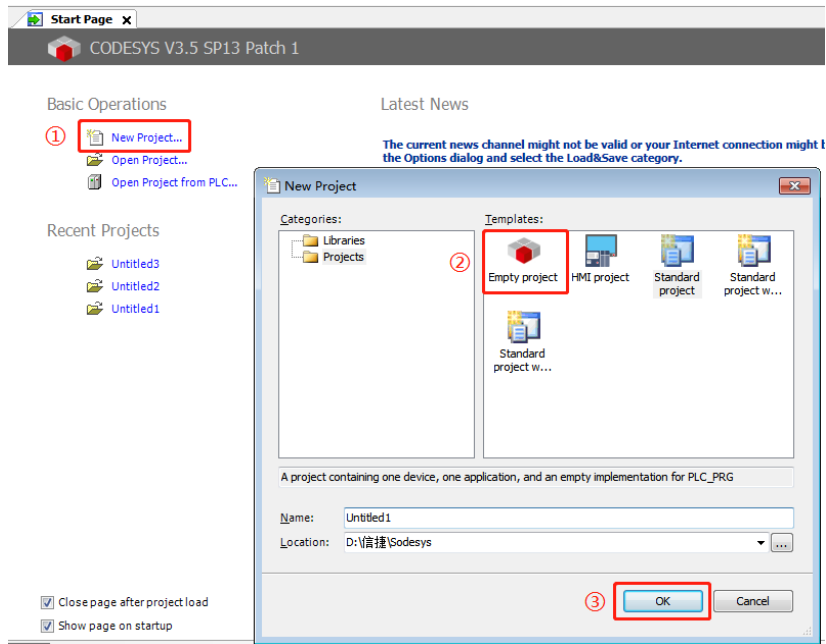 Start Page
CODESYS V3.5 SP13 Patch 1
Basic Operations
① New Project...
Open Project...
Open Project from PLC...
Recent Projects
Untitled3
Untitled2
Untitled1
Latest News
The current news channel might not be valid or your Internet connection might
the Options dialog and select the Load&Save category.
New Project
Categories:
Libraries
Projects
Templates:
②
Empty project
HMI project
Standard project
Standard project w...
Standard project w...
A project containing one device, one application, and an empty implementation for PLC_PRG
Name: Untitled1
Location: D:\信捷\Sodesys
...
③ OK
Cancel
Close page after project load
Show page on startup